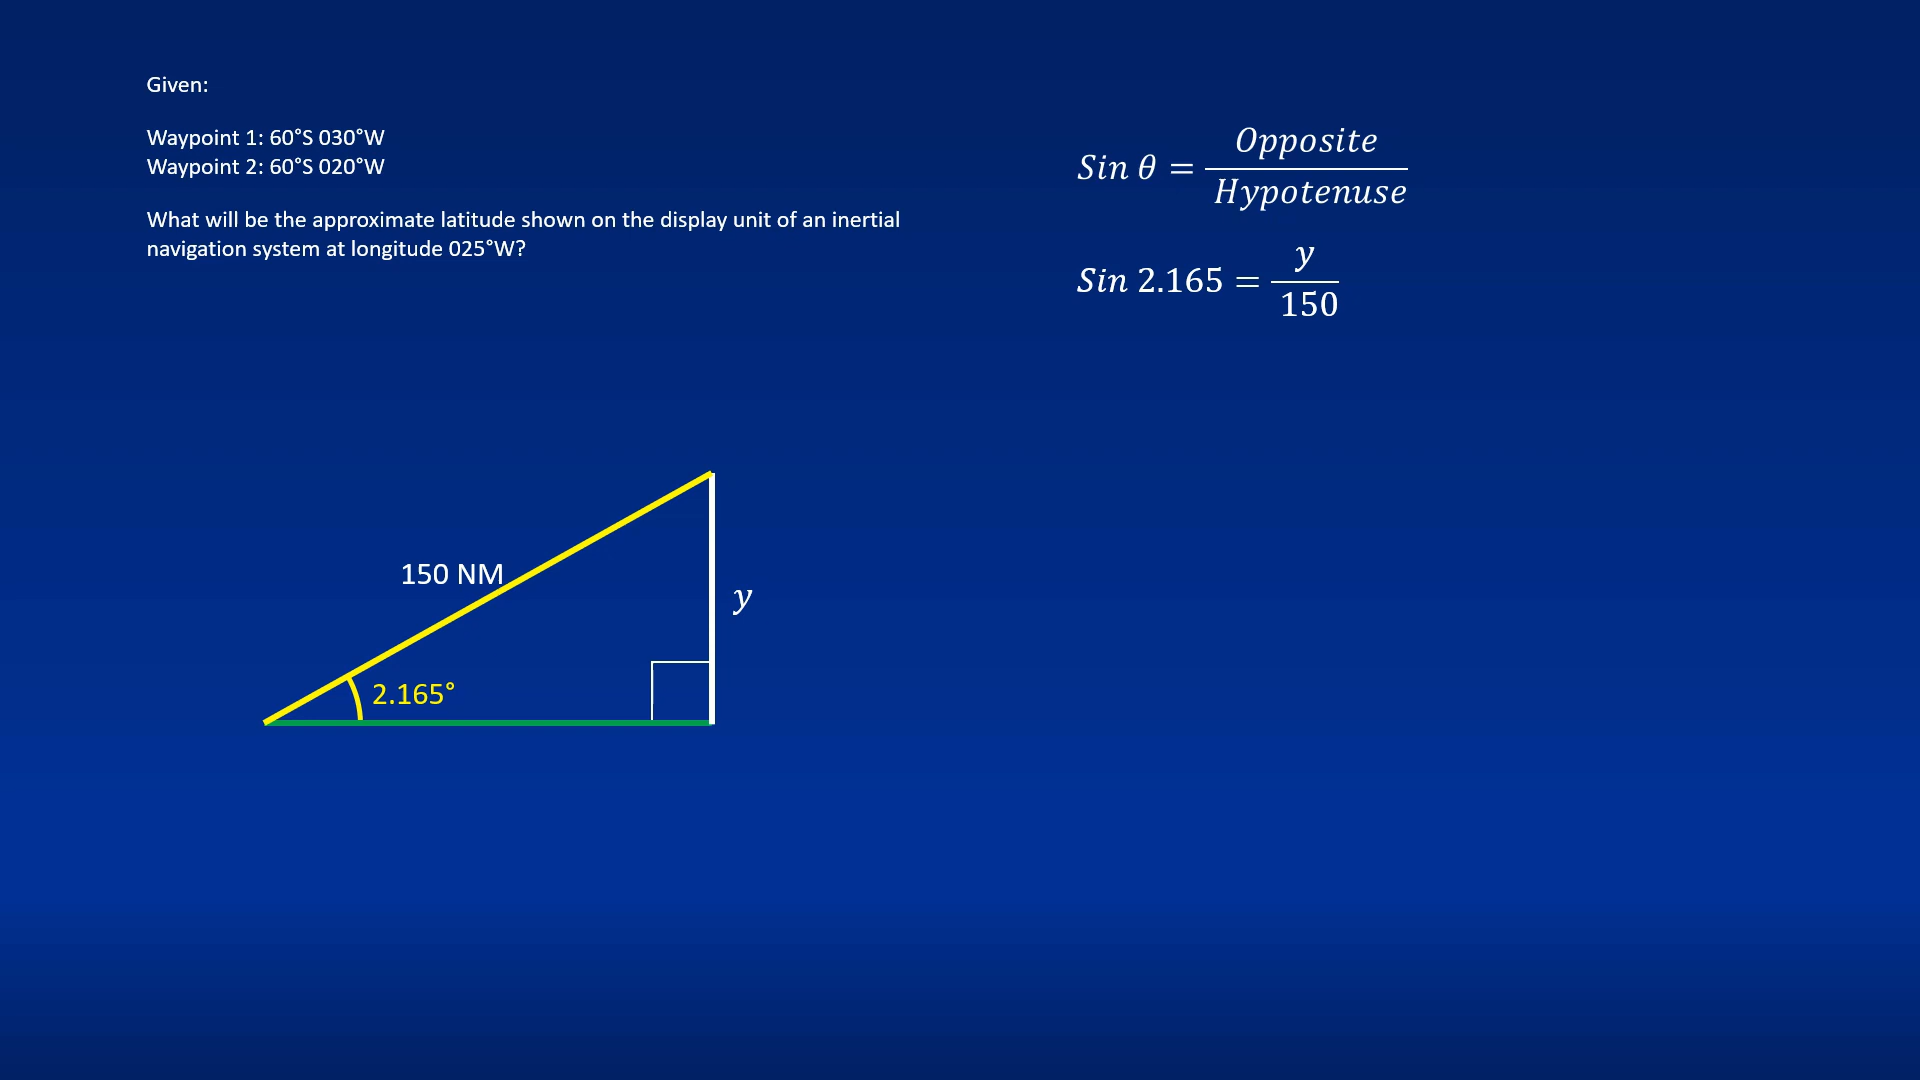 Given:
Waypoint 1: 60°S 030°W
Waypoint 2: 60°S 020°W
What will be the approximate latitude shown on the display unit of an inertial
navigation system at longitude 025°W?
Sin θ = Opposite / Hypotenuse
Sin 2.165 = y / 150
150 NM
y
2.165°